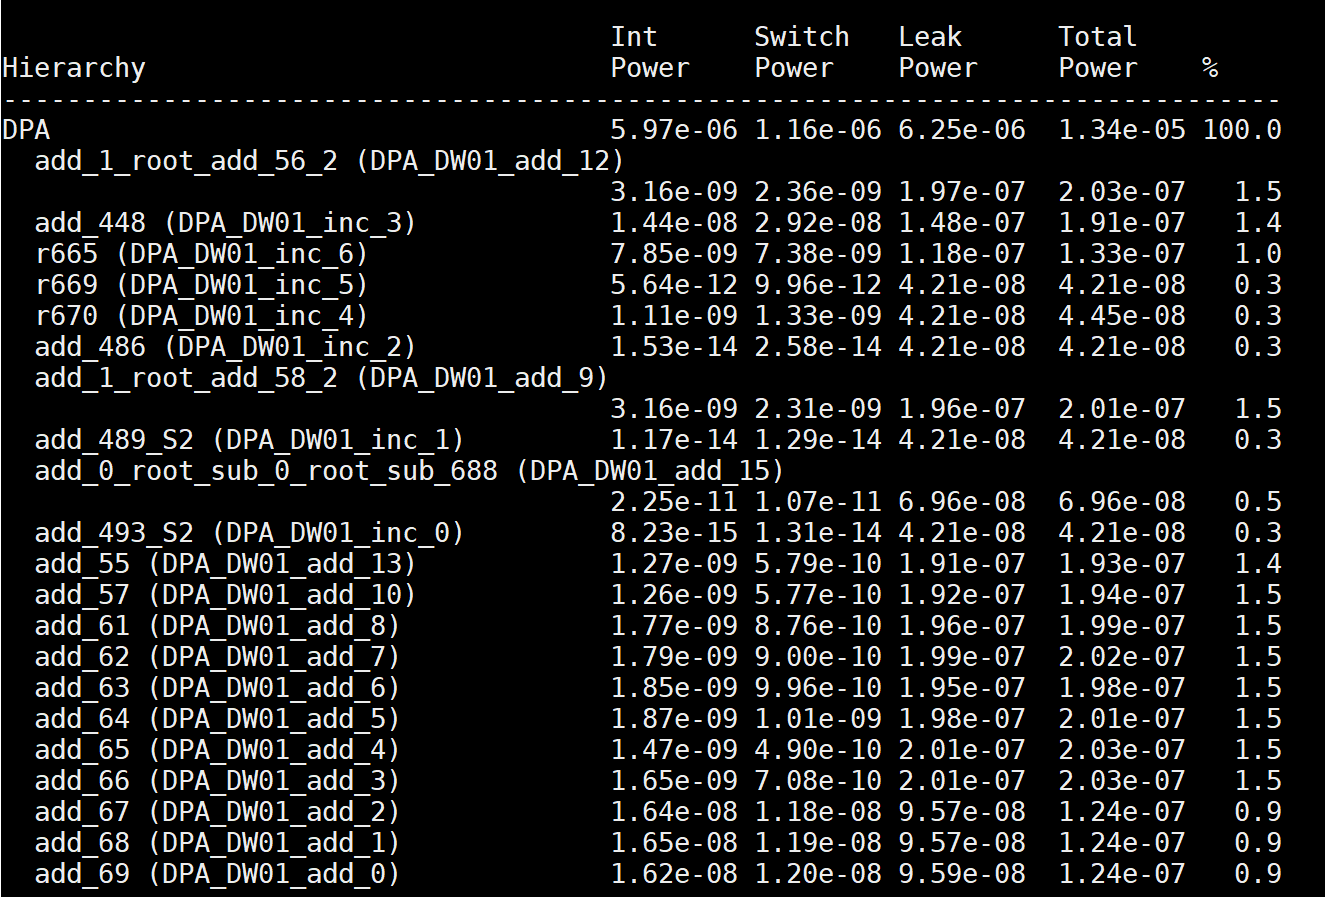 Int      Switch   Leak      Total
Hierarchy                             Power    Power    Power     Power    %
--------------------------------------------------------------------------------
DPA                                   5.97e-06 1.16e-06 6.25e-06  1.34e-05 100.0
  add_1_root_add_56_2 (DPA_DW01_add_12)
                                      3.16e-09 2.36e-09 1.97e-07  2.03e-07   1.5
  add_448 (DPA_DW01_inc_3)            1.44e-08 2.92e-08 1.48e-07  1.91e-07   1.4
  r665 (DPA_DW01_inc_6)               7.85e-09 7.38e-09 1.18e-07  1.33e-07   1.0
  r669 (DPA_DW01_inc_5)               5.64e-12 9.96e-12 4.21e-08  4.21e-08   0.3
  r670 (DPA_DW01_inc_4)               1.11e-09 1.33e-09 4.21e-08  4.45e-08   0.3
  add_486 (DPA_DW01_inc_2)            1.53e-14 2.58e-14 4.21e-08  4.21e-08   0.3
  add_1_root_add_58_2 (DPA_DW01_add_9)
                                      3.16e-09 2.31e-09 1.96e-07  2.01e-07   1.5
  add_489_S2 (DPA_DW01_inc_1)         1.17e-14 1.29e-14 4.21e-08  4.21e-08   0.3
  add_0_root_sub_0_root_sub_688 (DPA_DW01_add_15)
                                      2.25e-11 1.07e-11 6.96e-08  6.96e-08   0.5
  add_493_S2 (DPA_DW01_inc_0)         8.23e-15 1.31e-14 4.21e-08  4.21e-08   0.3
  add_55 (DPA_DW01_add_13)            1.27e-09 5.79e-10 1.91e-07  1.93e-07   1.4
  add_57 (DPA_DW01_add_10)            1.26e-09 5.77e-10 1.92e-07  1.94e-07   1.5
  add_61 (DPA_DW01_add_8)             1.77e-09 8.76e-10 1.96e-07  1.99e-07   1.5
  add_62 (DPA_DW01_add_7)             1.79e-09 9.00e-10 1.99e-07  2.02e-07   1.5
  add_63 (DPA_DW01_add_6)             1.85e-09 9.96e-10 1.95e-07  1.98e-07   1.5
  add_64 (DPA_DW01_add_5)             1.87e-09 1.01e-09 1.98e-07  2.01e-07   1.5
  add_65 (DPA_DW01_add_4)             1.47e-09 4.90e-10 2.01e-07  2.03e-07   1.5
  add_66 (DPA_DW01_add_3)             1.65e-09 7.08e-10 2.01e-07  2.03e-07   1.5
  add_67 (DPA_DW01_add_2)             1.64e-08 1.18e-08 9.57e-08  1.24e-07   0.9
  add_68 (DPA_DW01_add_1)             1.65e-08 1.19e-08 9.57e-08  1.24e-07   0.9
  add_69 (DPA_DW01_add_0)             1.62e-08 1.20e-08 9.59e-08  1.24e-07   0.9